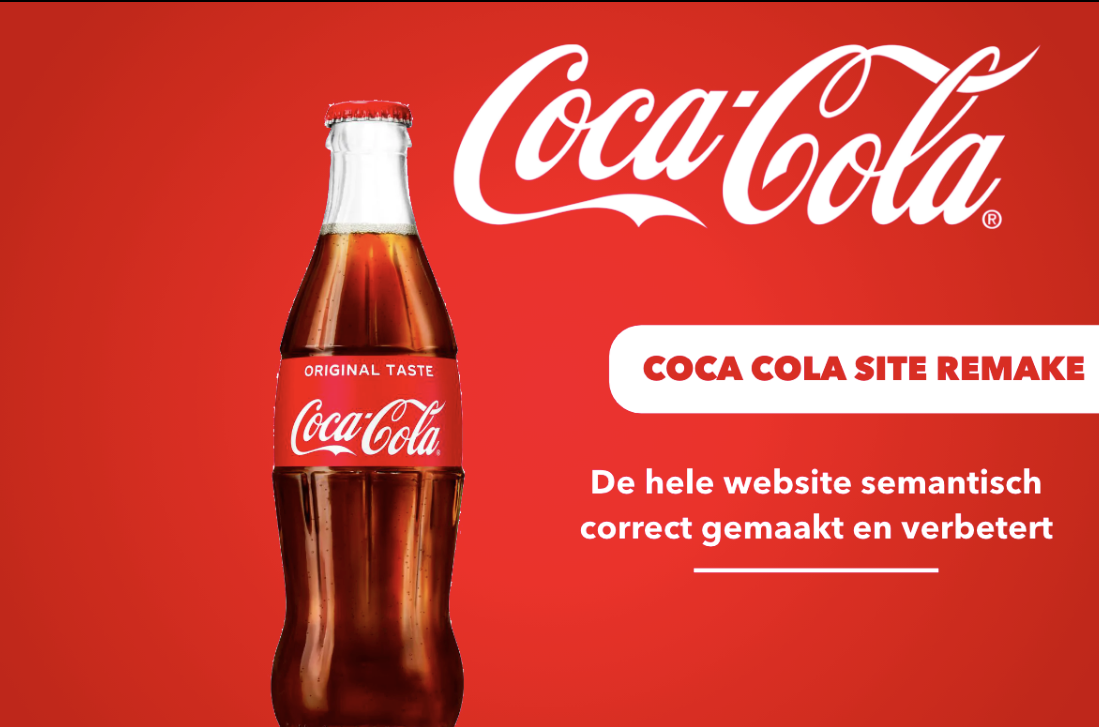 Coca-Cola®
ORIGINAL TASTE
Coca-Cola
COCA COLA SITE REMAKE
De hele website semantisch
correct gemaakt en verbetert